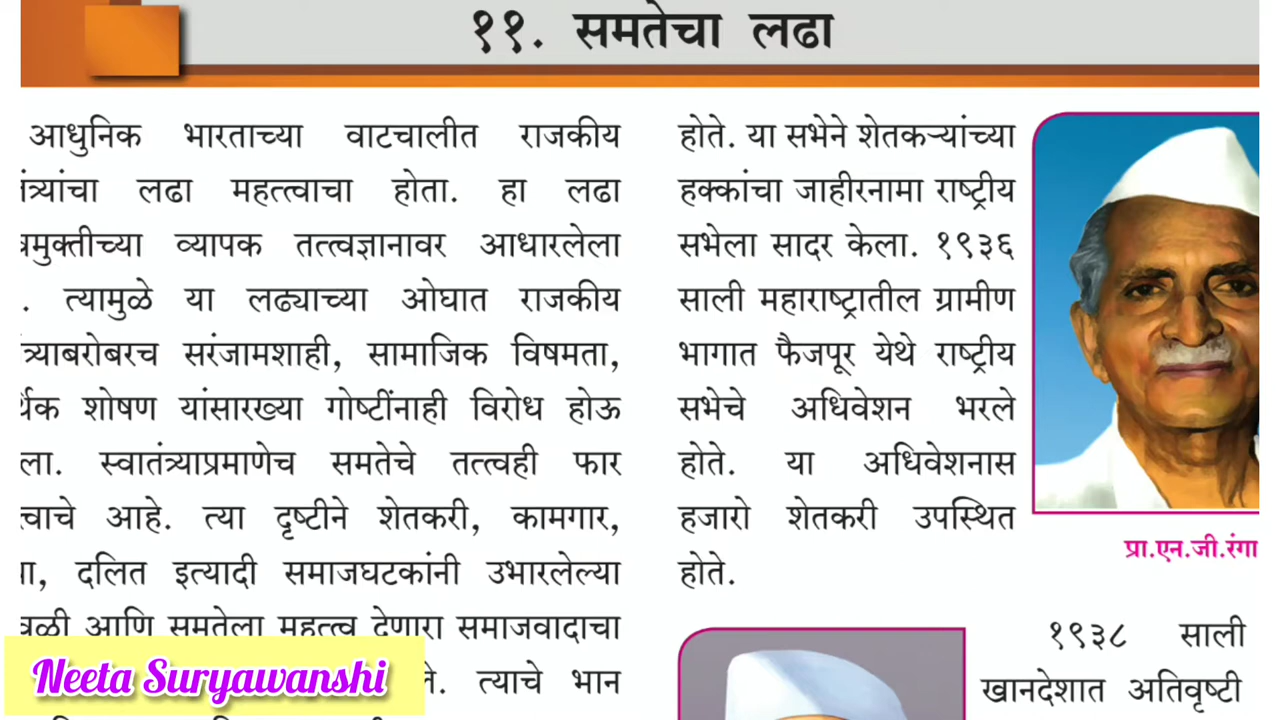 ११. समतेचा लढा
आधुनिक भारताच्या वाटचालीत राजकीय
लढा महत्त्वाचा होता. हा लढा
व्यापक तत्त्वज्ञानावर आधारलेला
. त्यामुळे या लढ्याच्या ओघात राजकीय
सरंजामशाही, सामाजिक विषमता,
शोषण यांसारख्या गोष्टींनाही विरोध होऊ
स्वातंत्र्याप्रमाणेच समतेचे तत्त्वही फार
आहे. त्या दृष्टीने शेतकरी, कामगार,
दलित इत्यादी समाजघटकांनी उभारलेल्या
आणि समतेला महत्त्व देणारा समाजवादाचा
त्याचे भान
होते. या सभेने शेतकऱ्यांच्या
हक्कांचा जाहीरनामा राष्ट्रीय
सभेला सादर केला. १९३६
साली महाराष्ट्रातील ग्रामीण
भागात फैजपूर येथे राष्ट्रीय
सभेचे अधिवेशन भरले
होते. या अधिवेशनास
हजारो शेतकरी उपस्थित
होते.
प्रा.एन.जी.रंगा
१९३८ साली
खानदेशात अतिवृष्टी
Neeta Suryawanshi